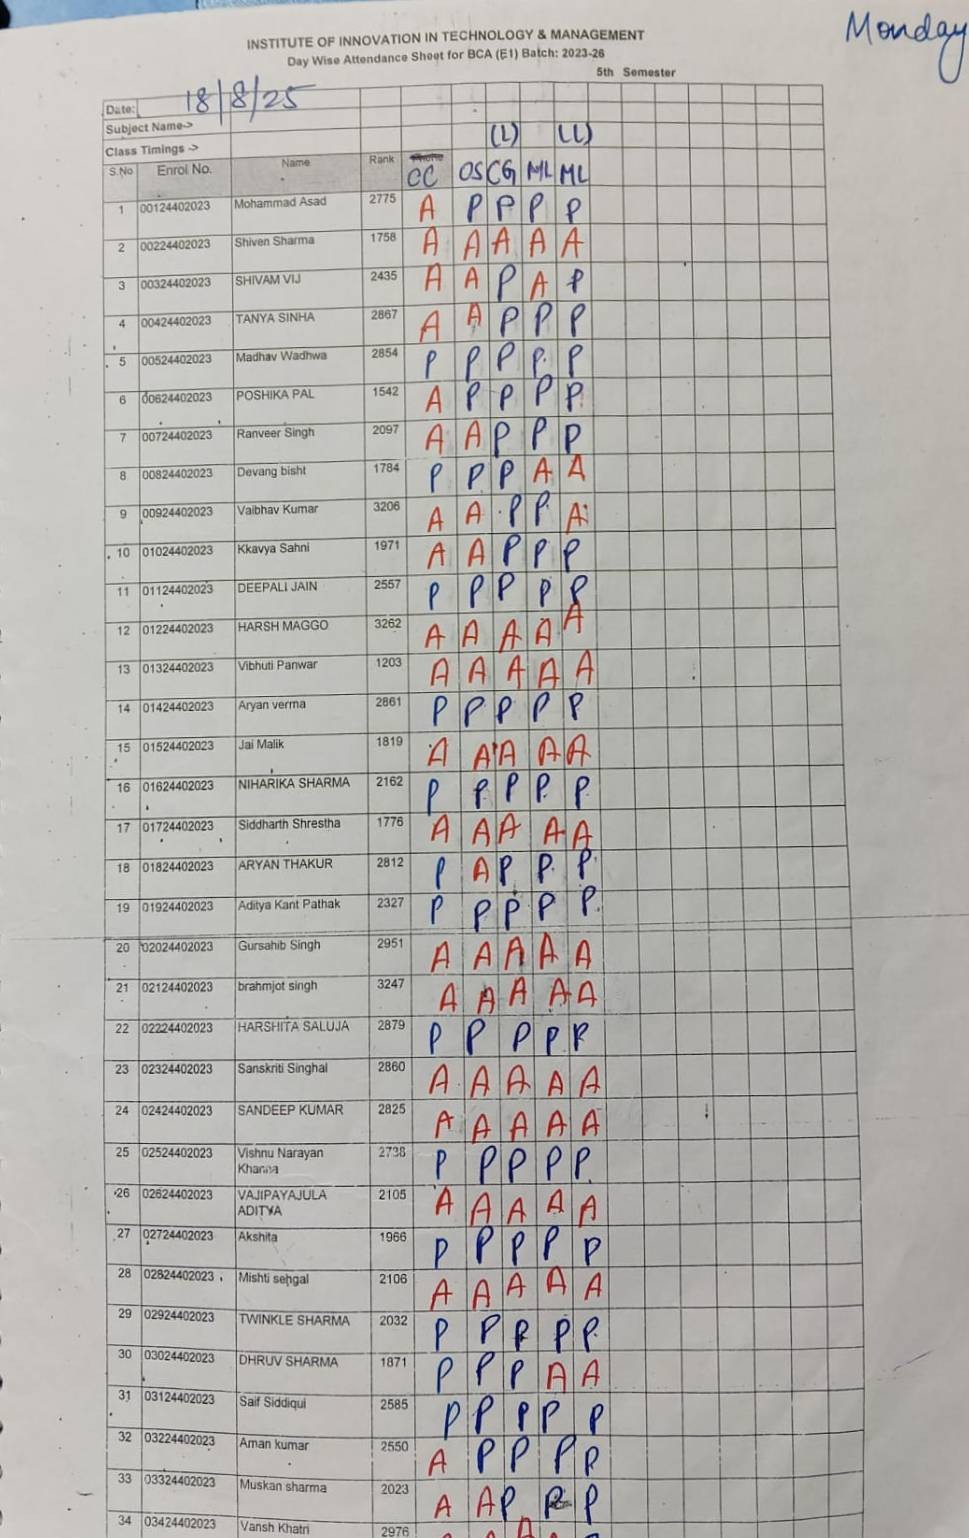 Monday
INSTITUTE OF INNOVATION IN TECHNOLOGY & MANAGEMENT
Day Wise Attendance Sheet for BCA (E1) Batch: 2023-26
5th Semester
Date: 18/8/25
Subject Name->
Class Timings -> (L) (L)
S.No Enrol No. Name Rank CC OS CG ML ML
1 00124402023 Mohammad Asad 2775 A P P P P
2 00224402023 Shiven Sharma 1758 A A A A A
3 00324402023 SHIVAM VIJ 2435 A A P A P
4 00424402023 TANYA SINHA 2867 A A P P P
5 00524402023 Madhav Wadhwa 2854 P P P P P
6 00624402023 POSHIKA PAL 1542 A P P P P
7 00724402023 Ranveer Singh 2097 A A P P P
8 00824402023 Devang bisht 1784 P P P A A
9 00924402023 Vaibhav Kumar 3206 A A P P A
10 01024402023 Kkavya Sahni 1971 A A P P P
11 01124402023 DEEPALI JAIN 2557 P P P P P
12 01224402023 HARSH MAGGO 3262 A A A A A
13 01324402023 Vibhuti Panwar 1203 A A A A A
14 01424402023 Aryan verma 2861 P P P P P
15 01524402023 Jai Malik 1819 A A A A A
16 01624402023 NIHARIKA SHARMA 2162 P P P P P
17 01724402023 Siddharth Shrestha 1776 A A A A A
18 01824402023 ARYAN THAKUR 2812 P A P P P
19 01924402023 Aditya Kant Pathak 2327 P P P P P
20 02024402023 Gursahib Singh 2951 A A A A A
21 02124402023 brahmjot singh 3247 A A A A A
22 02224402023 HARSHITA SALUJA 2879 P P P P P
23 02324402023 Sanskriti Singhal 2860 A A A A A
24 02424402023 SANDEEP KUMAR 2825 A A A A A
25 02524402023 Vishnu Narayan 2738 P P P P P
Khanna
26 02624402023 VAJIPAYAJULA 2105 A A A A A
ADITYA
27 02724402023 Akshita 1966 P P P P P
28 02824402023 Mishti sehgal 2106 A A A A A
29 02924402023 TWINKLE SHARMA 2032 P P P P P
30 03024402023 DHRUV SHARMA 1871 P P P A A
31 03124402023 Saif Siddiqui 2585 P P P P P
32 03224402023 Aman kumar 2550 A P P P P
33 03324402023 Muskan sharma 2023 A A P P P
34 03424402023 Vansh Khatri 2976